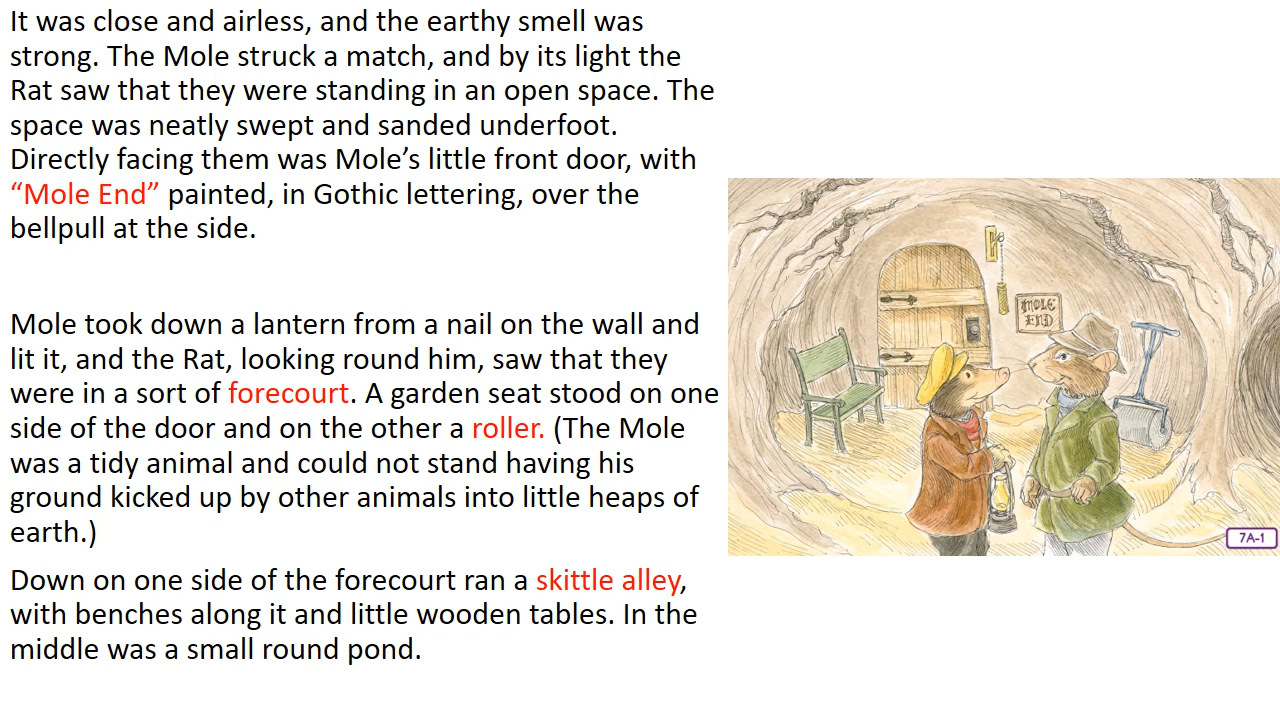 It was close and airless, and the earthy smell was
strong. The Mole struck a match, and by its light the
Rat saw that they were standing in an open space. The
space was neatly swept and sanded underfoot.
Directly facing them was Mole’s little front door, with
“Mole End” painted, in Gothic lettering, over the
bellpull at the side.
Mole took down a lantern from a nail on the wall and
lit it, and the Rat, looking round him, saw that they
were in a sort of forecourt. A garden seat stood on one
side of the door and on the other a roller. (The Mole
was a tidy animal and could not stand having his
ground kicked up by other animals into little heaps of
earth.)
Down on one side of the forecourt ran a skittle alley,
with benches along it and little wooden tables. In the
middle was a small round pond.
MOLE
END
7A-1